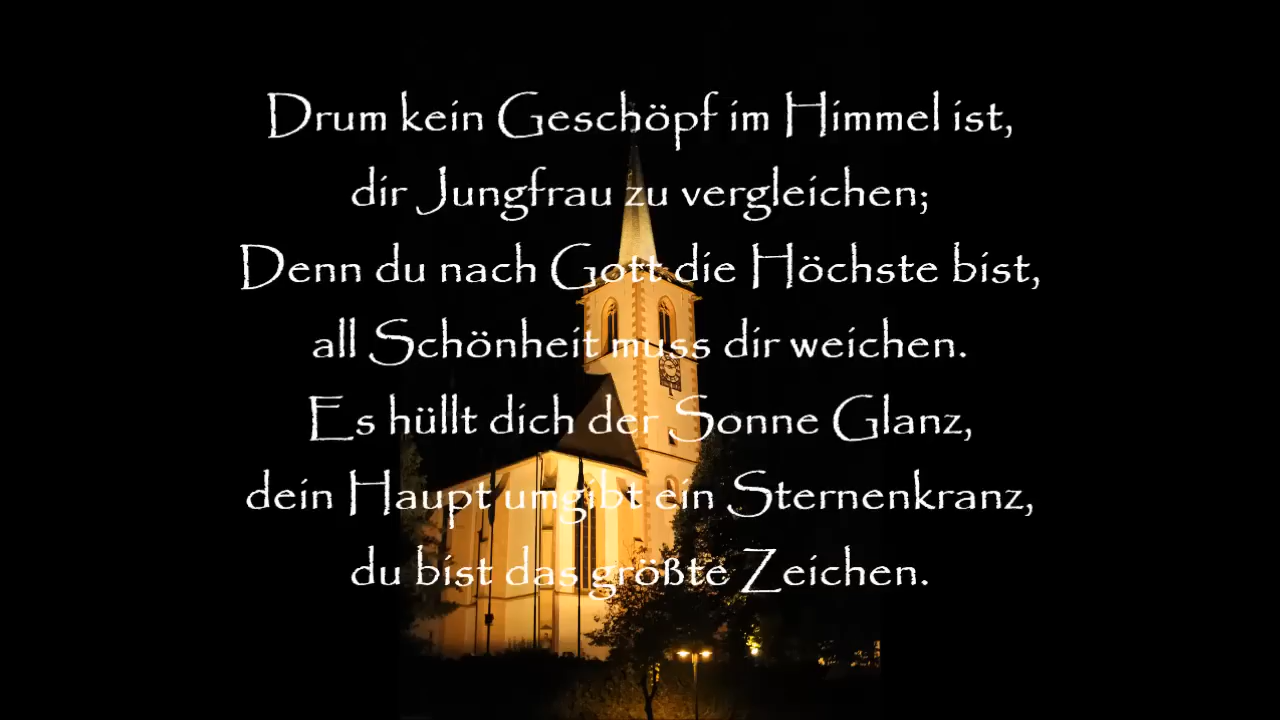 Drum kein Geschöpf im Himmel ist,
dir Jungfrau zu vergleichen;
Denn du nach Gott die Höchste bist,
all Schönheit muss dir weichen.
Es hüllt dich der Sonne Glanz,
dein Haupt umgibt ein Sternenkranz,
du bist das größte Zeichen.